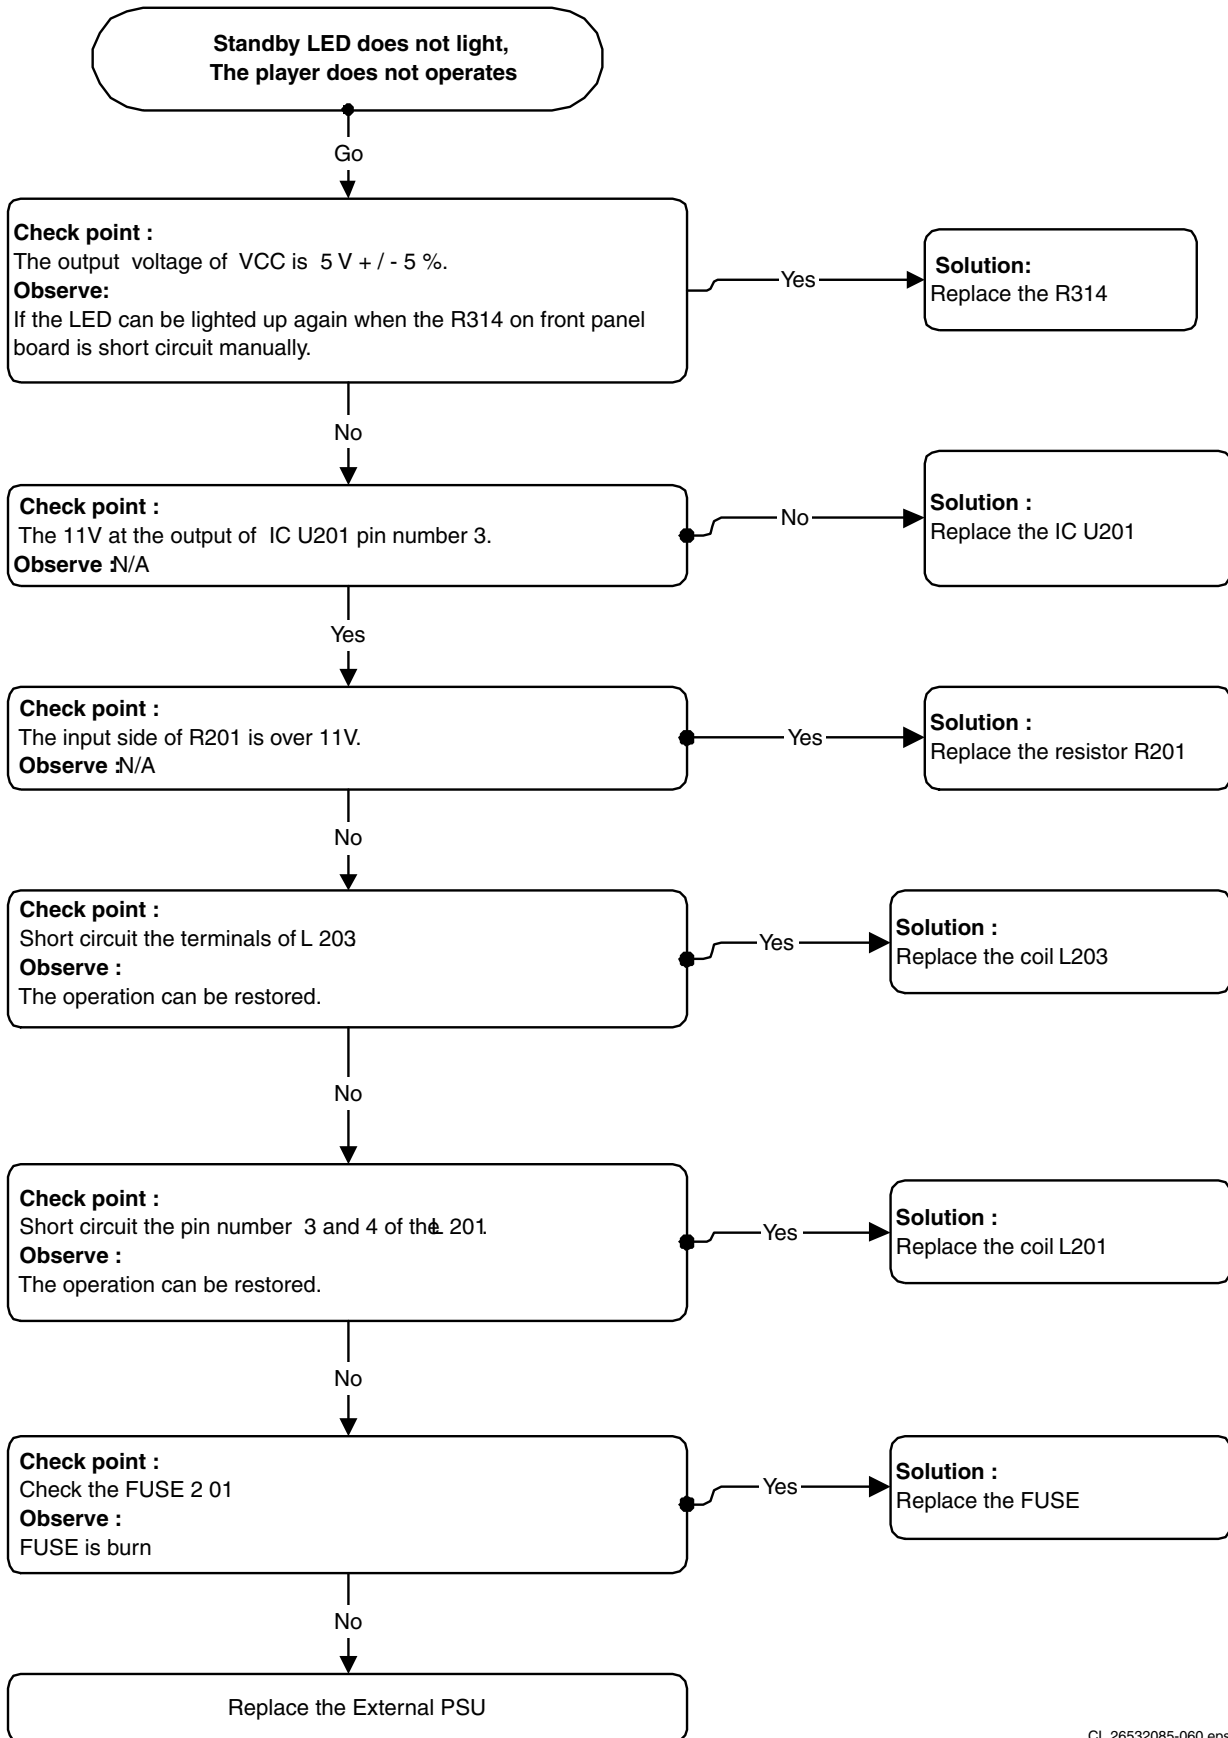 Standby LED does not light,
The player does not operates
Go
Check point :
The output voltage of VCC is 5 V + / - 5 %.
Observe:
If the LED can be lighted up again when the R314 on front panel
board is short circuit manually.
Yes
Solution:
Replace the R314
No
Check point :
The 11V at the output of IC U201 pin number 3.
Observe :N/A
No
Solution :
Replace the IC U201
Yes
Check point :
The input side of R201 is over 11V.
Observe :N/A
Yes
Solution :
Replace the resistor R201
No
Check point :
Short circuit the terminals of L 203
Observe :
The operation can be restored.
Yes
Solution :
Replace the coil L203
No
Check point :
Short circuit the pin number 3 and 4 of the L 201.
Observe :
The operation can be restored.
Yes
Solution :
Replace the coil L201
No
Check point :
Check the FUSE 2 01
Observe :
FUSE is burn
Yes
Solution :
Replace the FUSE
No
Replace the External PSU
CL 26532085-060.eps